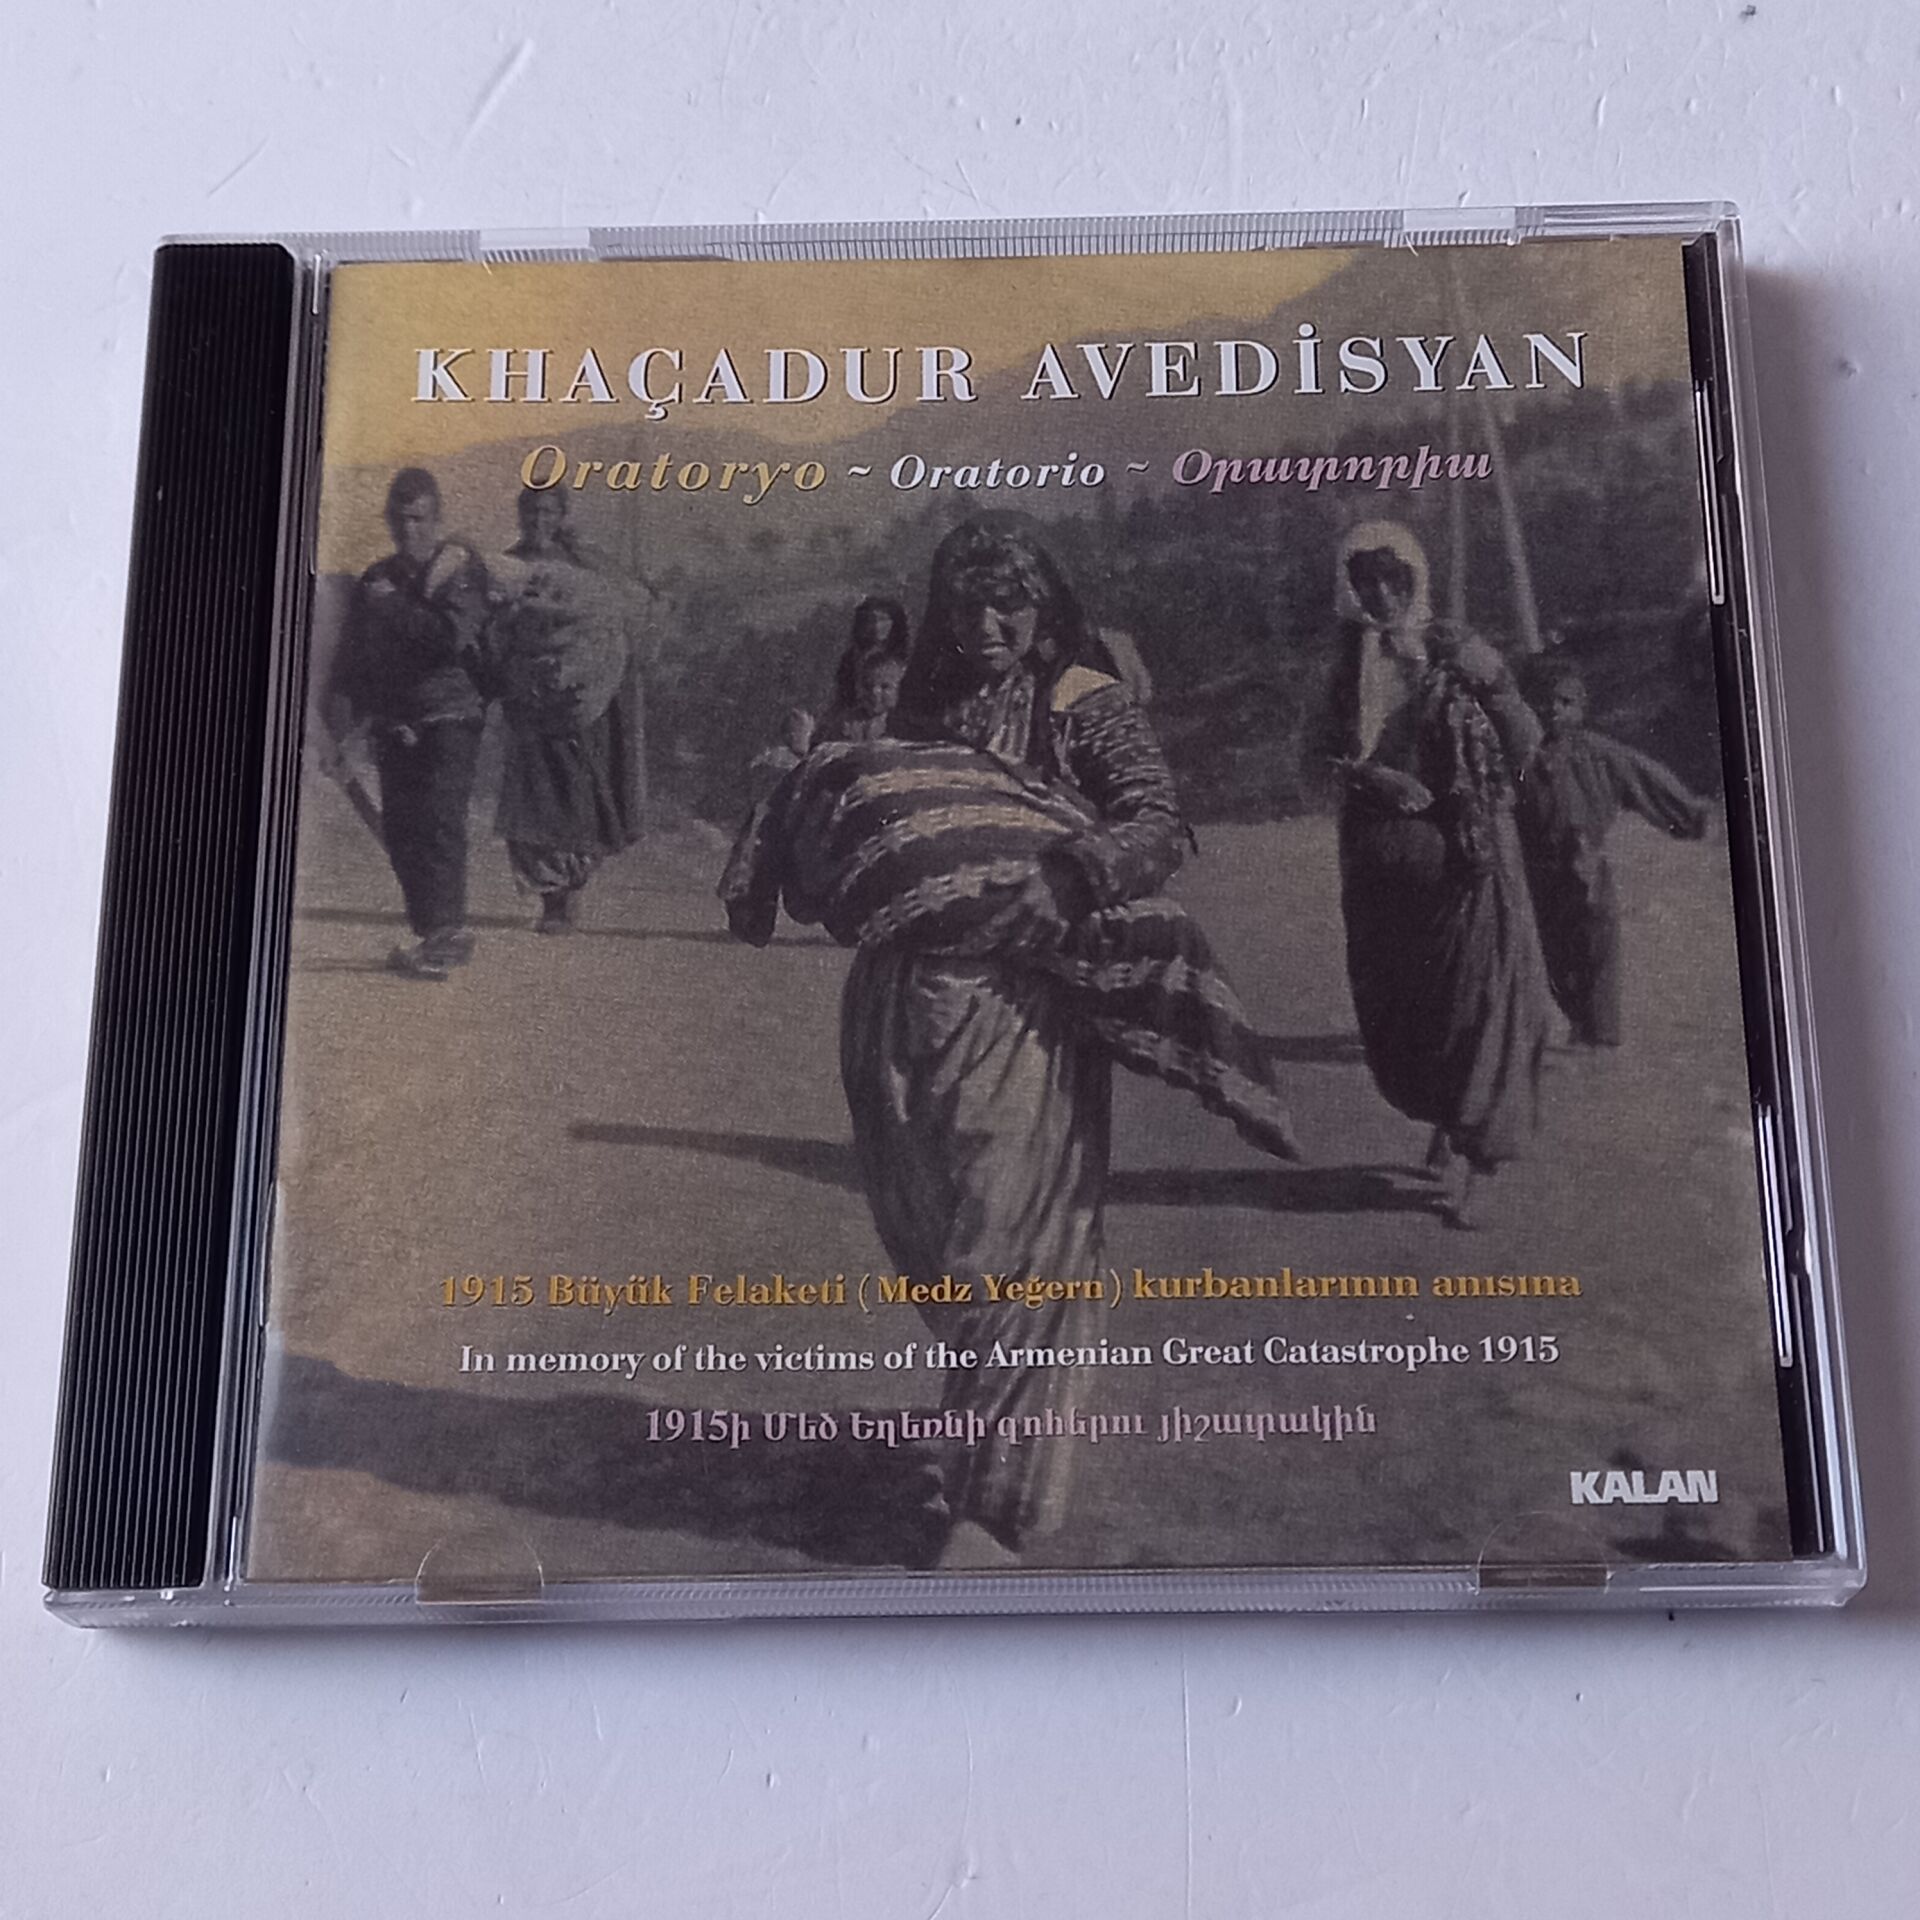 KHAÇADUR AVEDİSYAN
Oratoryo ~ Oratorio ~ Օրատորիա
1915 Büyük Felaketi (Medz Yeğern) kurbanlarının anısına
In memory of the victims of the Armenian Great Catastrophe 1915
1915ի Մեծ Եղեռնի զոհերու յիշատակին
KALAN